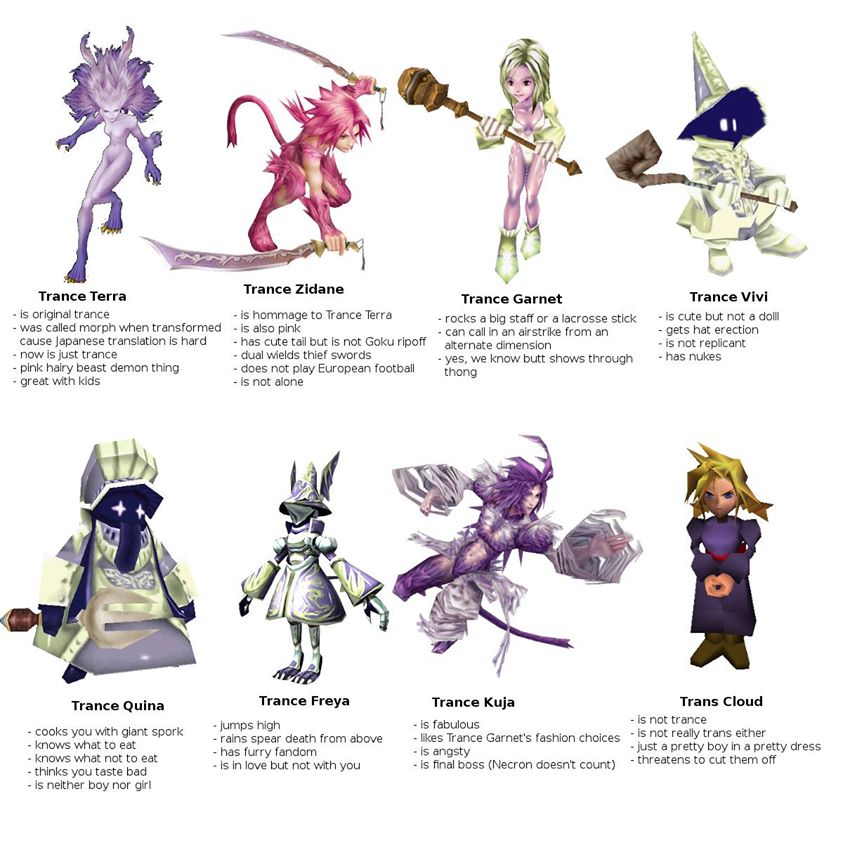 Trance Terra
- is original trance
- was called morph when transformed
cause Japanese translation is hard
- now is just trance
- pink hairy beast demon thing
- great with kids
Trance Zidane
- is hommage to Trance Terra
- is also pink
- has cute tail but is not Goku ripoff
- dual wields thief swords
- does not play European football
- is not alone
Trance Garnet
- rocks a big staff or a lacrosse stick
- can call in an airstrike from an
alternate dimension
- yes, we know butt shows through
thong
Trance Vivi
- is cute but not a dolll
- gets hat erection
- is not replicant
- has nukes
Trance Quina
- cooks you with giant spork
- knows what to eat
- knows what not to eat
- thinks you taste bad
- is neither boy nor girl
Trance Freya
- jumps high
- rains spear death from above
- has furry fandom
- is in love but not with you
Trance Kuja
- is fabulous
- likes Trance Garnet's fashion choices
- is angsty
- is final boss (Necron doesn't count)
Trans Cloud
- is not trance
- is not really trans either
- just a pretty boy in a pretty dress
- threatens to cut them off